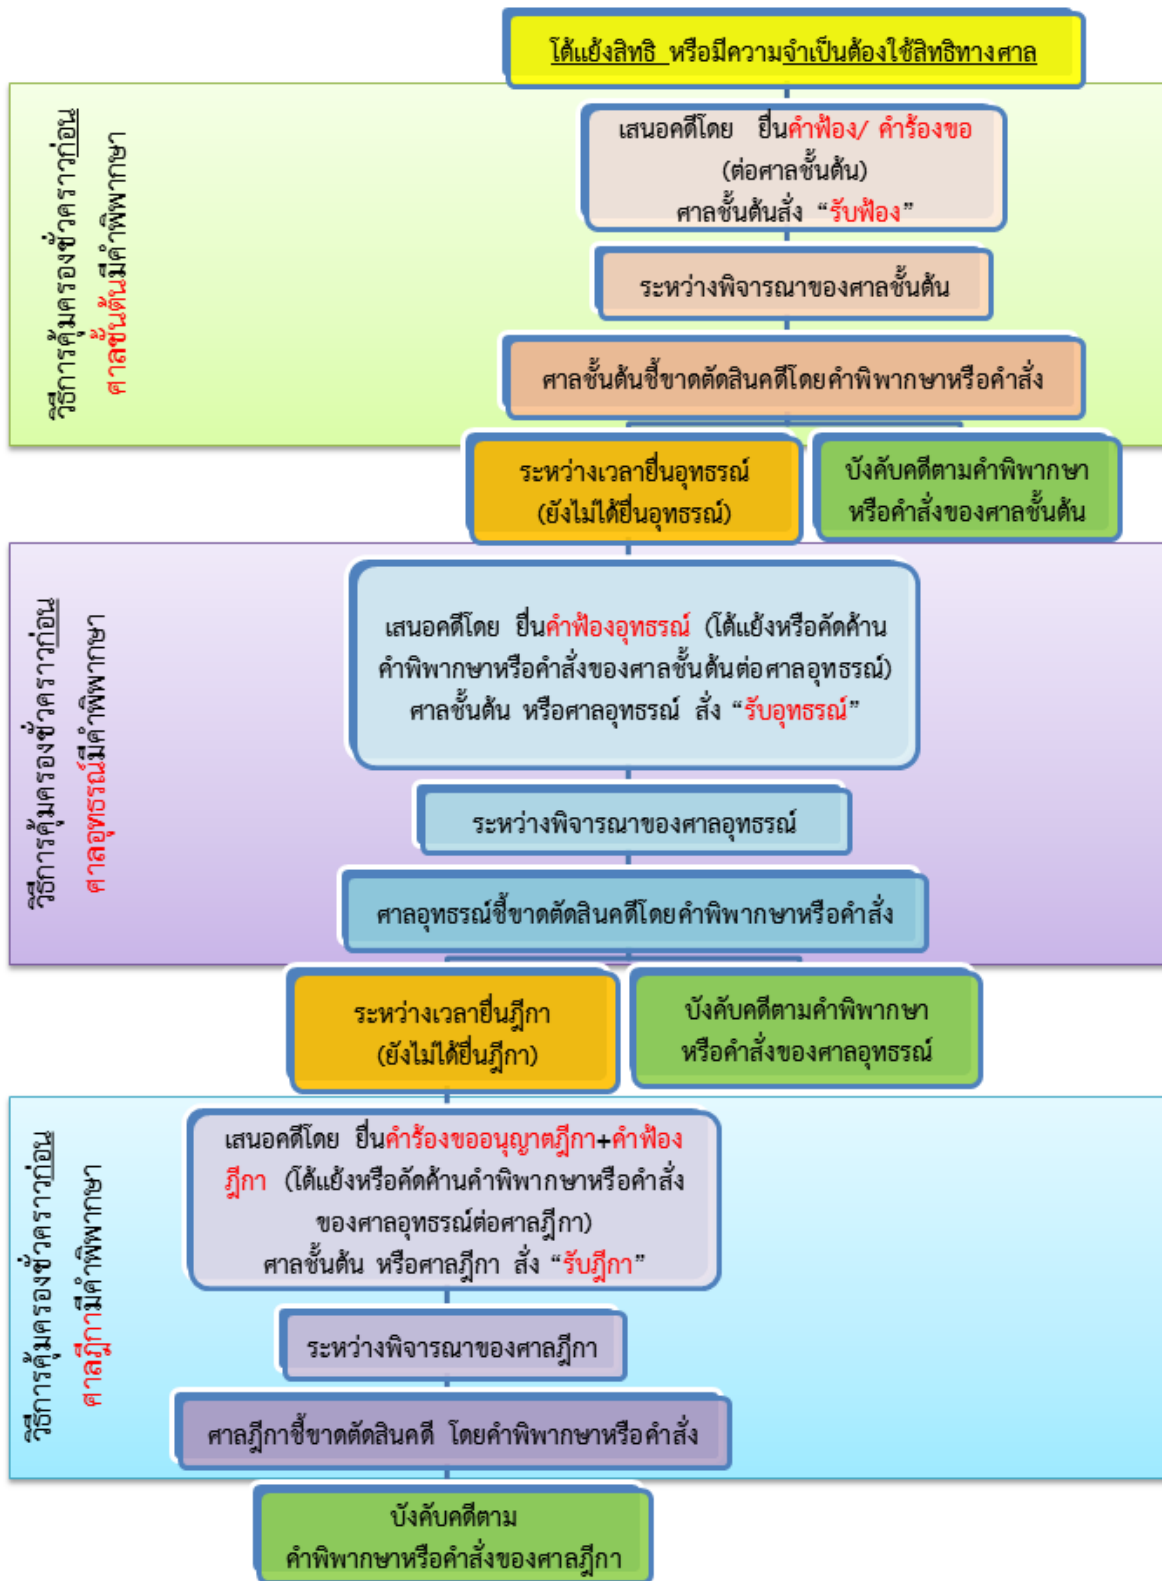 โต้แย้งสิทธิ หรือมีความจำเป็นต้องใช้สิทธิทางศาล
วิธีการคุ้มครองชั่วคราวก่อน
ศาลชั้นต้นมีคำพิพากษา
เสนอคดีโดย ยื่นคำฟ้อง/ คำร้องขอ
(ต่อศาลชั้นต้น)
ศาลชั้นต้นสั่ง “รับฟ้อง”
ระหว่างพิจารณาของศาลชั้นต้น
ศาลชั้นต้นชี้ขาดตัดสินคดีโดยคำพิพากษาหรือคำสั่ง
ระหว่างเวลายื่นอุทธรณ์
(ยังไม่ได้ยื่นอุทธรณ์)
บังคับคดีตามคำพิพากษา
หรือคำสั่งของศาลชั้นต้น
วิธีการคุ้มครองชั่วคราวก่อน
ศาลอุทธรณ์มีคำพิพากษา
เสนอคดีโดย ยื่นคำฟ้องอุทธรณ์ (โต้แย้งหรือคัดค้าน
คำพิพากษาหรือคำสั่งของศาลชั้นต้นต่อศาลอุทธรณ์)
ศาลชั้นต้น หรือศาลอุทธรณ์ สั่ง “รับอุทธรณ์”
ระหว่างพิจารณาของศาลอุทธรณ์
ศาลอุทธรณ์ชี้ขาดตัดสินคดีโดยคำพิพากษาหรือคำสั่ง
ระหว่างเวลายื่นฎีกา
(ยังไม่ได้ยื่นฎีกา)
บังคับคดีตามคำพิพากษา
หรือคำสั่งของศาลอุทธรณ์
วิธีการคุ้มครองชั่วคราวก่อน
ศาลฎีกามีคำพิพากษา
เสนอคดีโดย ยื่นคำร้องขออนุญาตฎีกา+คำฟ้อง
ฎีกา (โต้แย้งหรือคัดค้านคำพิพากษาหรือคำสั่ง
ของศาลอุทธรณ์ต่อศาลฎีกา)
ศาลชั้นต้น หรือศาลฎีกา สั่ง “รับฎีกา”
ระหว่างพิจารณาของศาลฎีกา
ศาลฎีกาชี้ขาดตัดสินคดี โดยคำพิพากษาหรือคำสั่ง
บังคับคดีตาม
คำพิพากษาหรือคำสั่งของศาลฎีกา